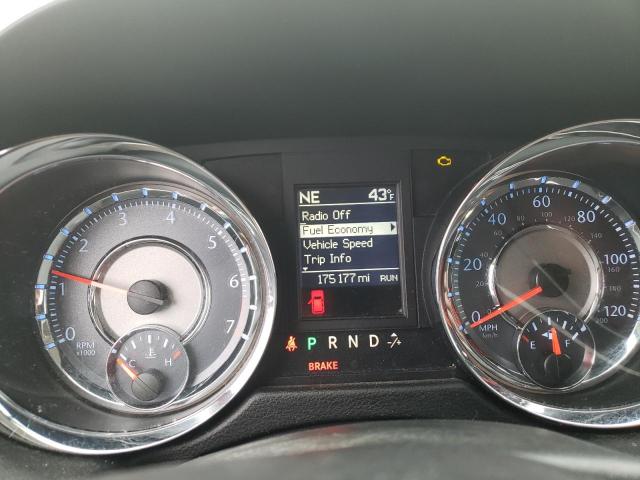 NE 43°F
Radio Off
Fuel Economy
Vehicle Speed
Trip Info
175177 mi RUN
P R N D
BRAKE
0 1 2 3 4 5 6 7
RPM
x1000
C H
0 20 40 60 80 100 120
MPH
km/h
E F